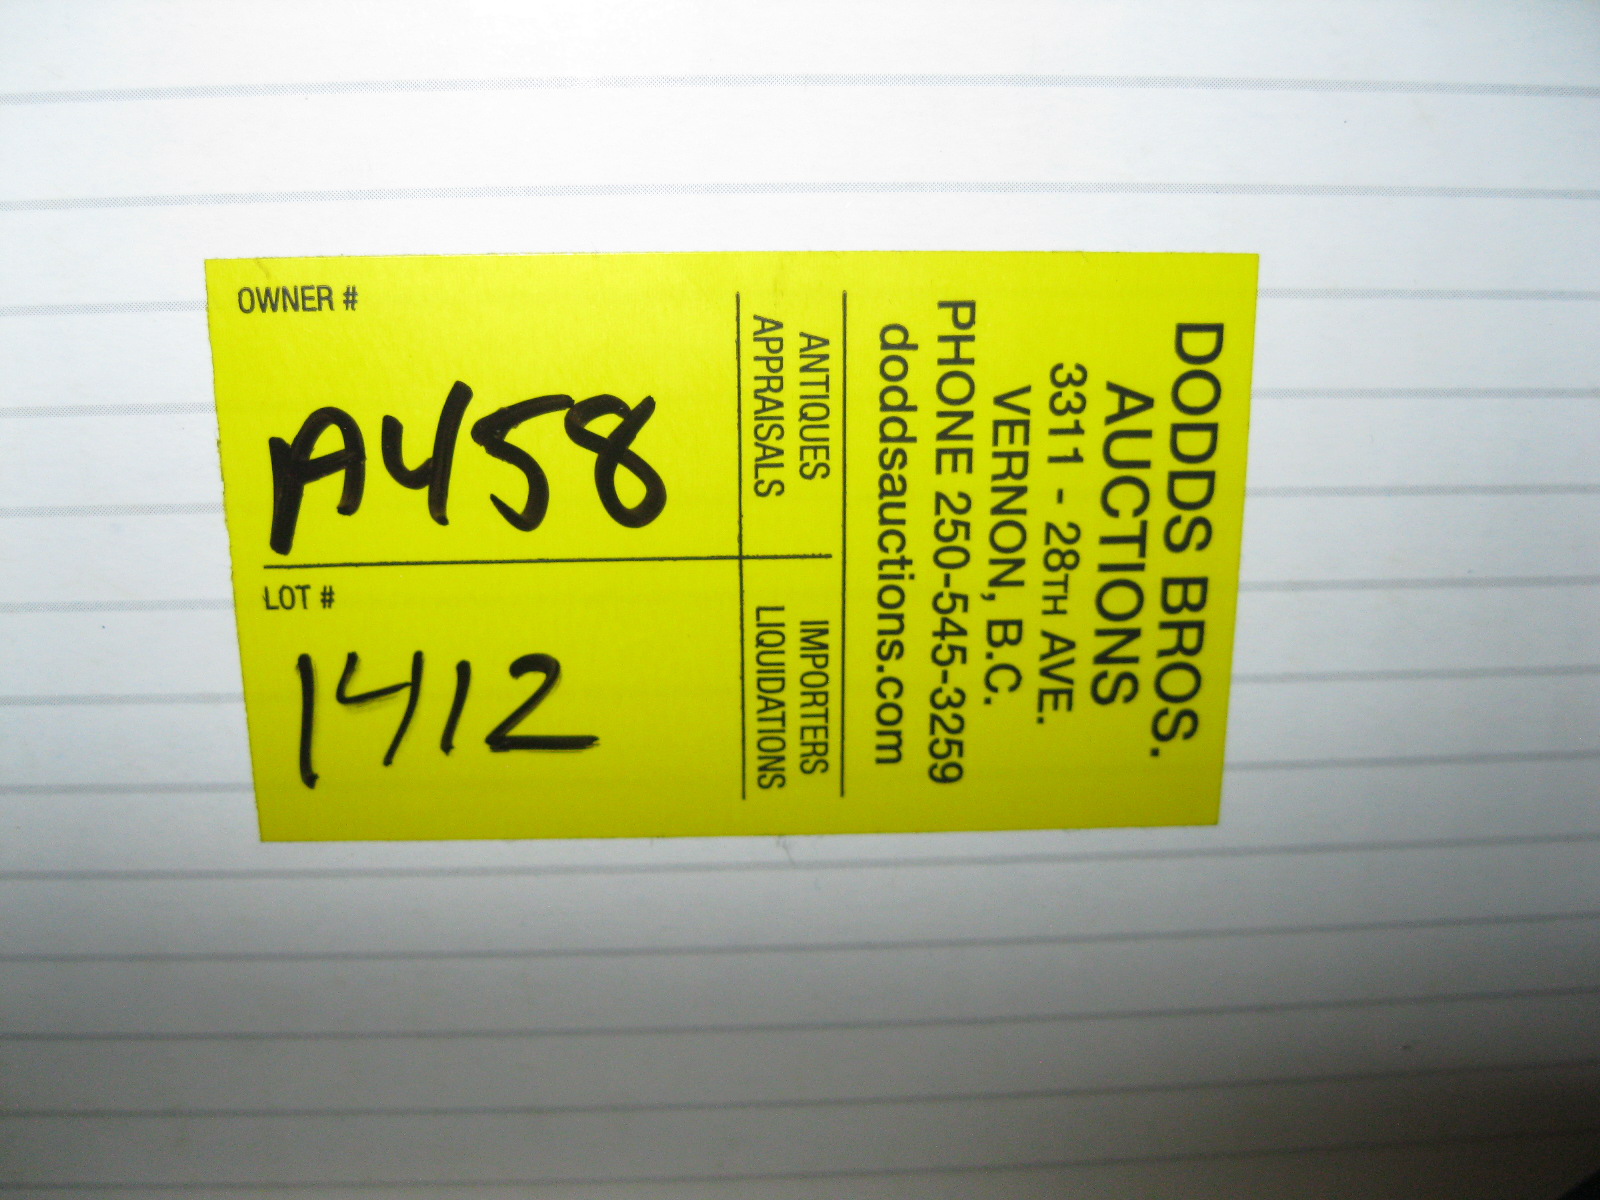 DODDS BROS.
AUCTIONS
3311 - 28TH AVE.
VERNON, B.C.
PHONE 250-545-3259
doddsauctions.com
ANTIQUES
APPRAISALS
IMPORTERS
LIQUIDATIONS
OWNER #
A458
LOT #
1412